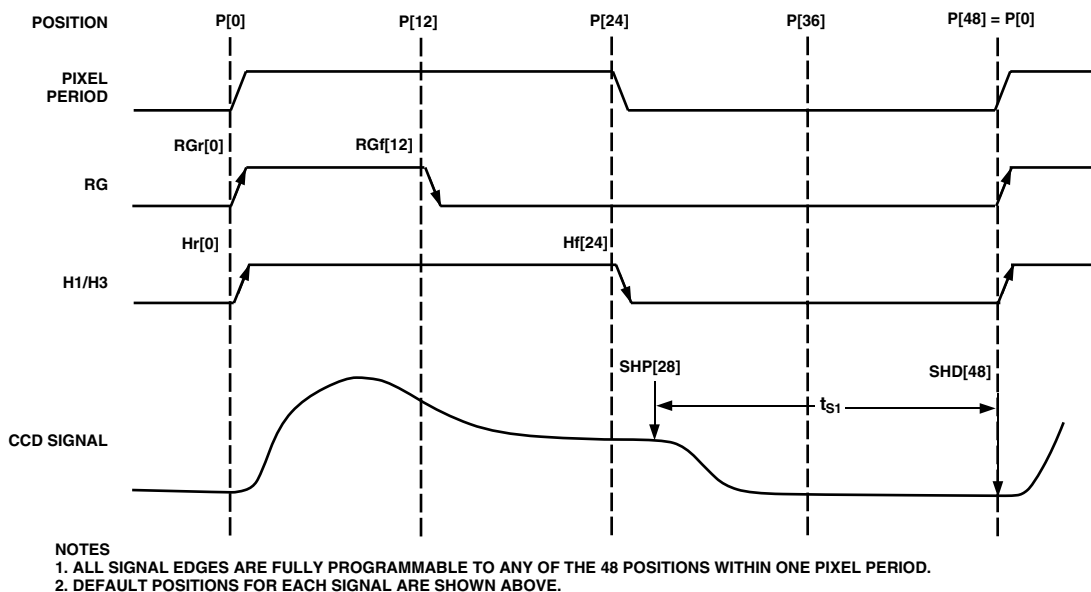 POSITION P[0] P[12] P[24] P[36] P[48] = P[0]
PIXEL
PERIOD
RGr[0] RGf[12]
RG
Hr[0] Hf[24]
H1/H3
SHP[28] SHD[48]
tS1
CCD SIGNAL
NOTES
1. ALL SIGNAL EDGES ARE FULLY PROGRAMMABLE TO ANY OF THE 48 POSITIONS WITHIN ONE PIXEL PERIOD.
2. DEFAULT POSITIONS FOR EACH SIGNAL ARE SHOWN ABOVE.